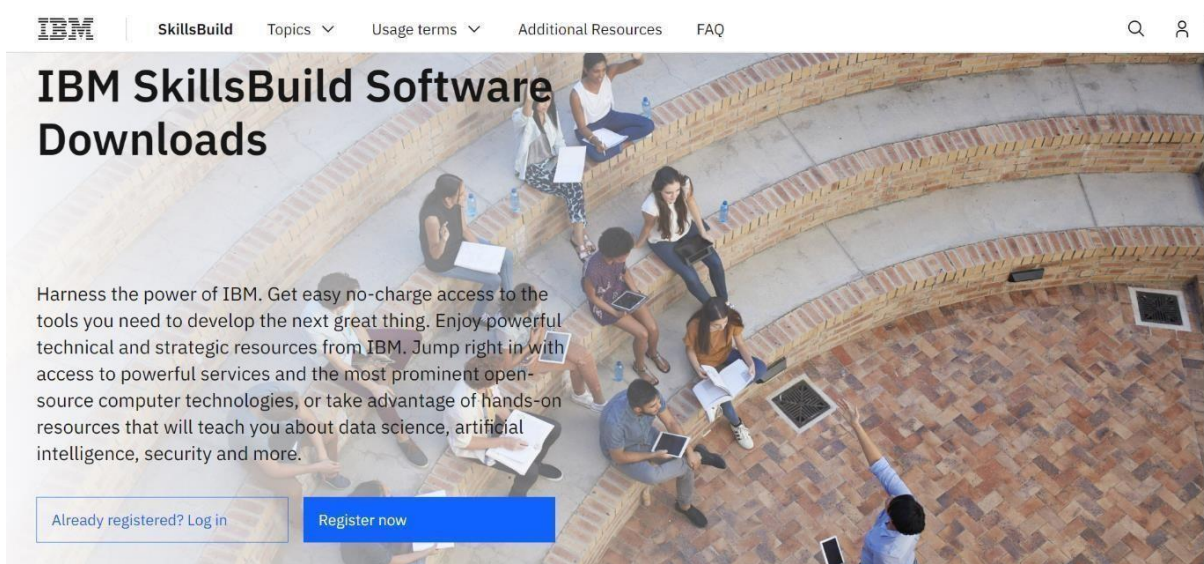 IBM
SkillsBuild
Topics
Usage terms
Additional Resources
FAQ
IBM SkillsBuild Software
Downloads
Harness the power of IBM. Get easy no-charge access to the
tools you need to develop the next great thing. Enjoy powerful
technical and strategic resources from IBM. Jump right in with
access to powerful services and the most prominent open-
source computer technologies, or take advantage of hands-on
resources that will teach you about data science, artificial
intelligence, security and more.
Already registered? Log in
Register now